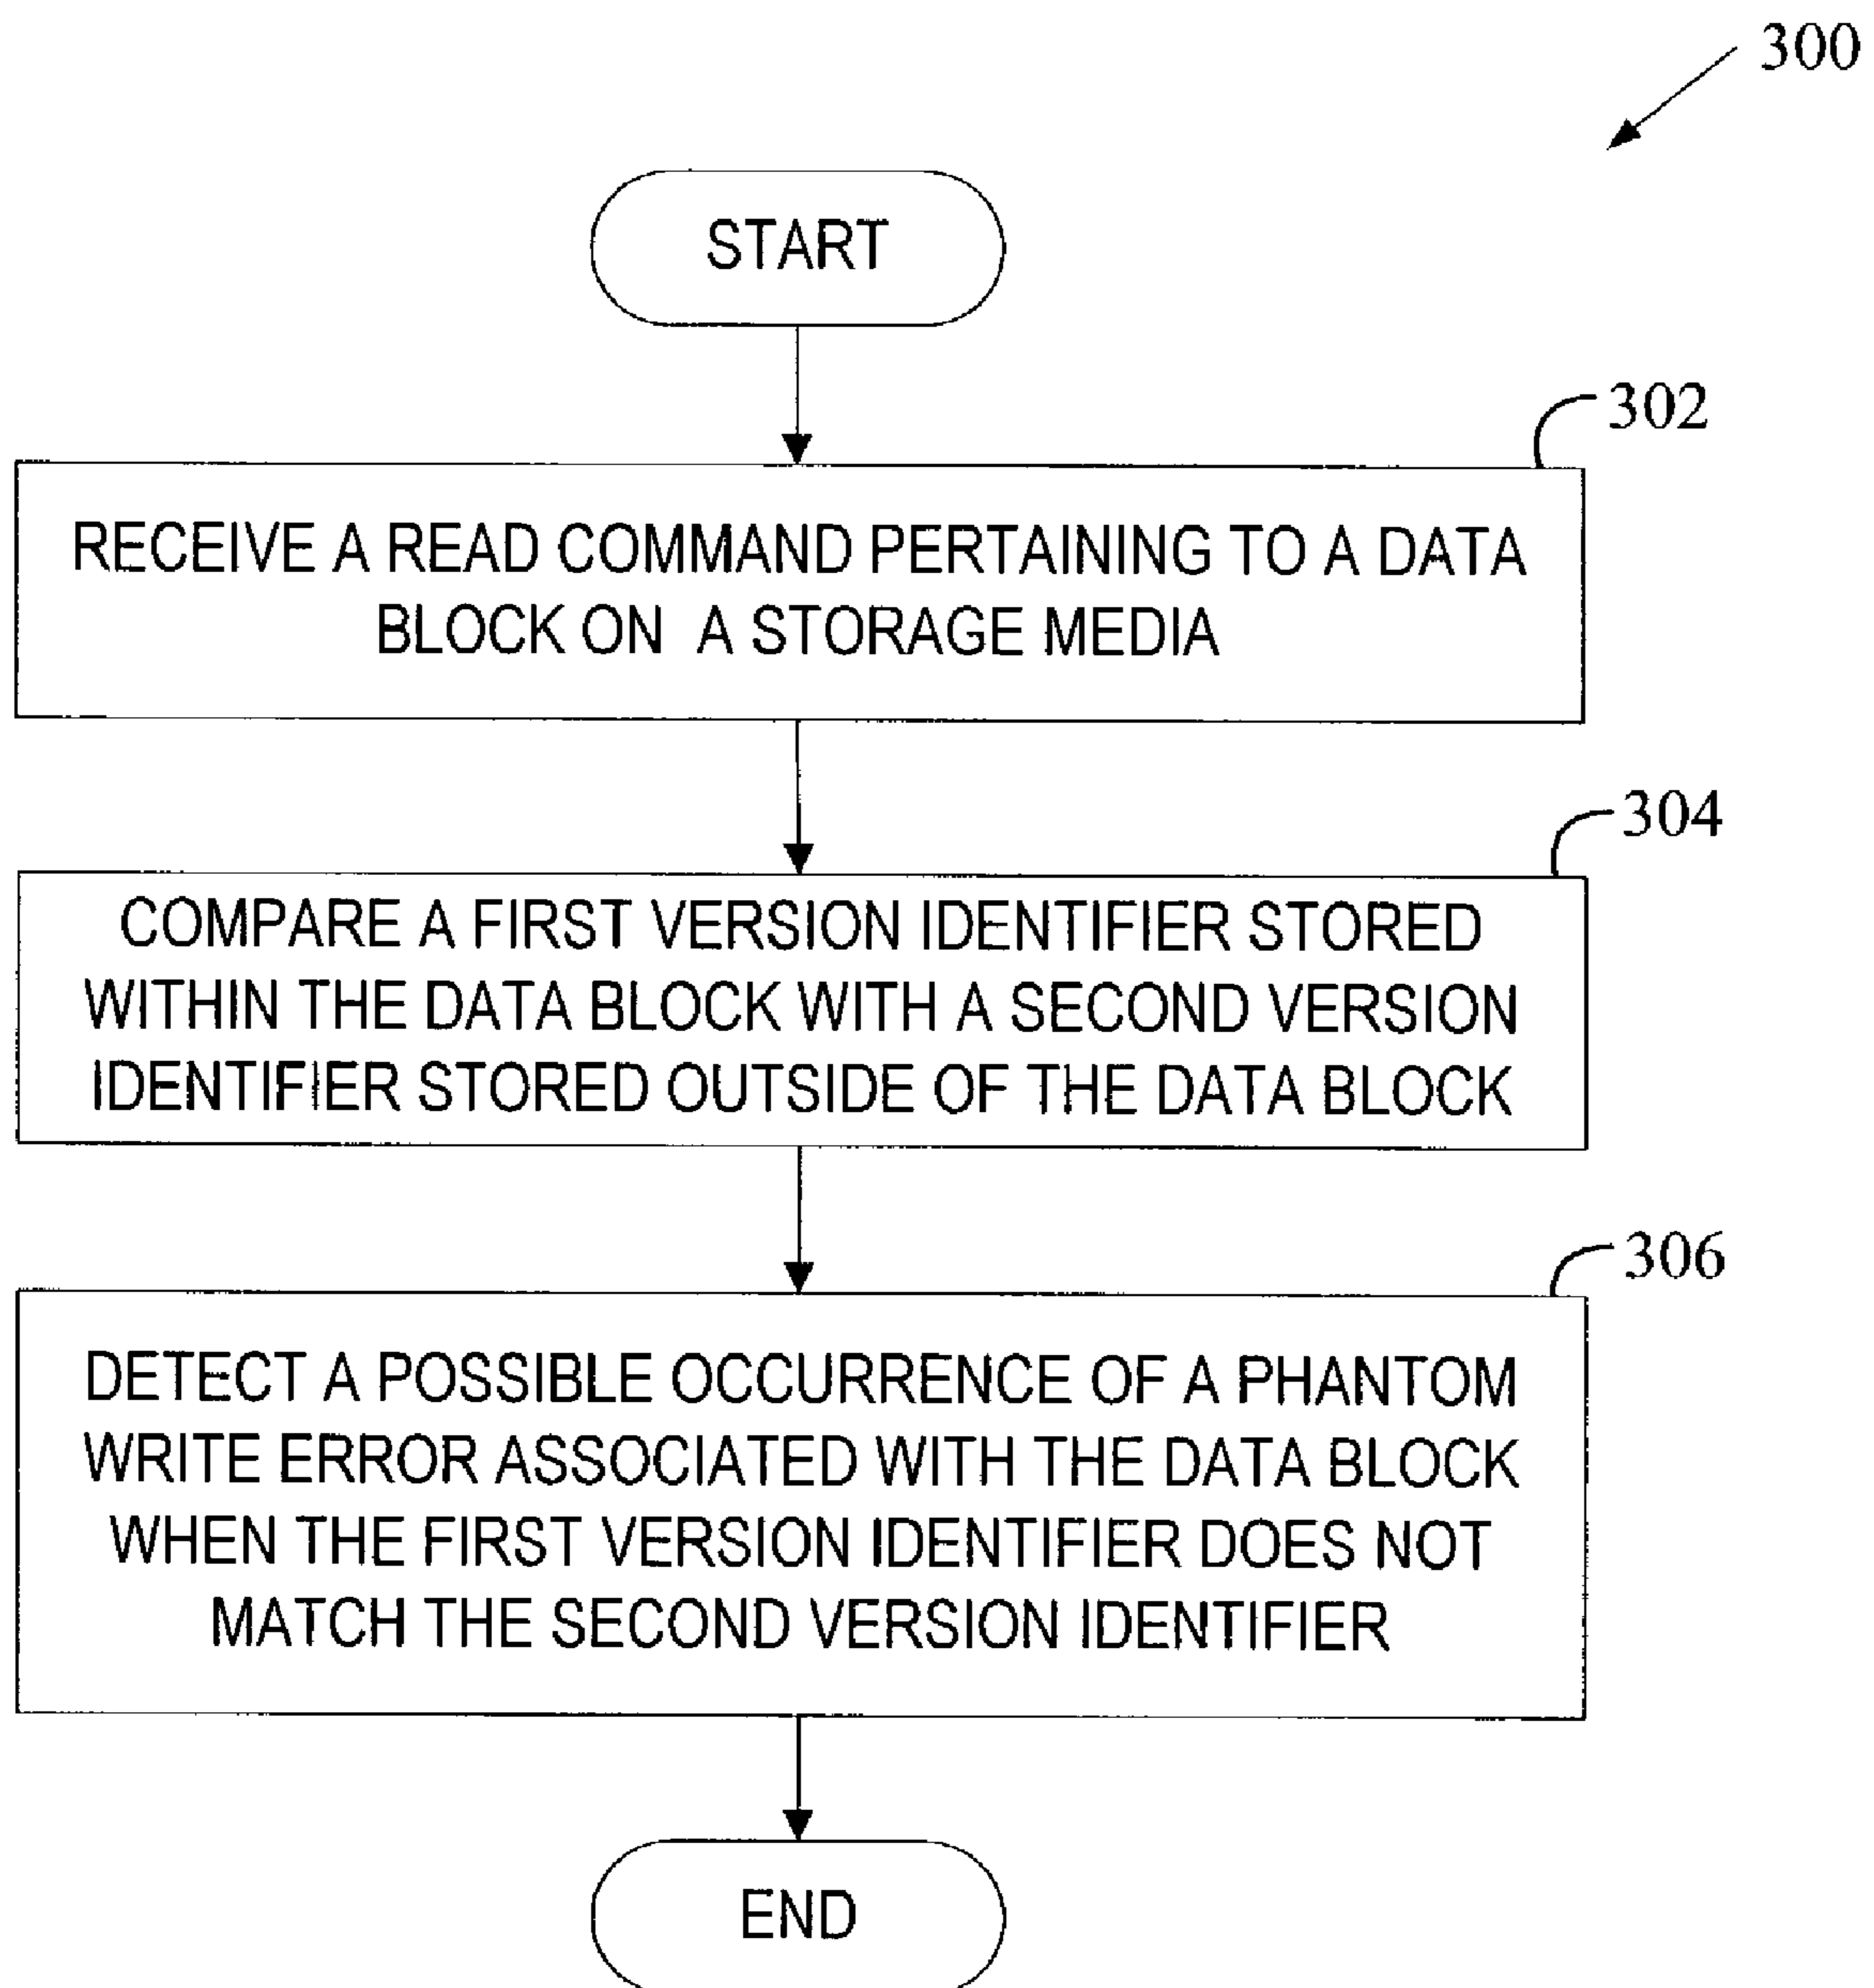 300
START
302
RECEIVE A READ COMMAND PERTAINING TO A DATA
BLOCK ON A STORAGE MEDIA
304
COMPARE A FIRST VERSION IDENTIFIER STORED
WITHIN THE DATA BLOCK WITH A SECOND VERSION
IDENTIFIER STORED OUTSIDE OF THE DATA BLOCK
306
DETECT A POSSIBLE OCCURRENCE OF A PHANTOM
WRITE ERROR ASSOCIATED WITH THE DATA BLOCK
WHEN THE FIRST VERSION IDENTIFIER DOES NOT
MATCH THE SECOND VERSION IDENTIFIER
END